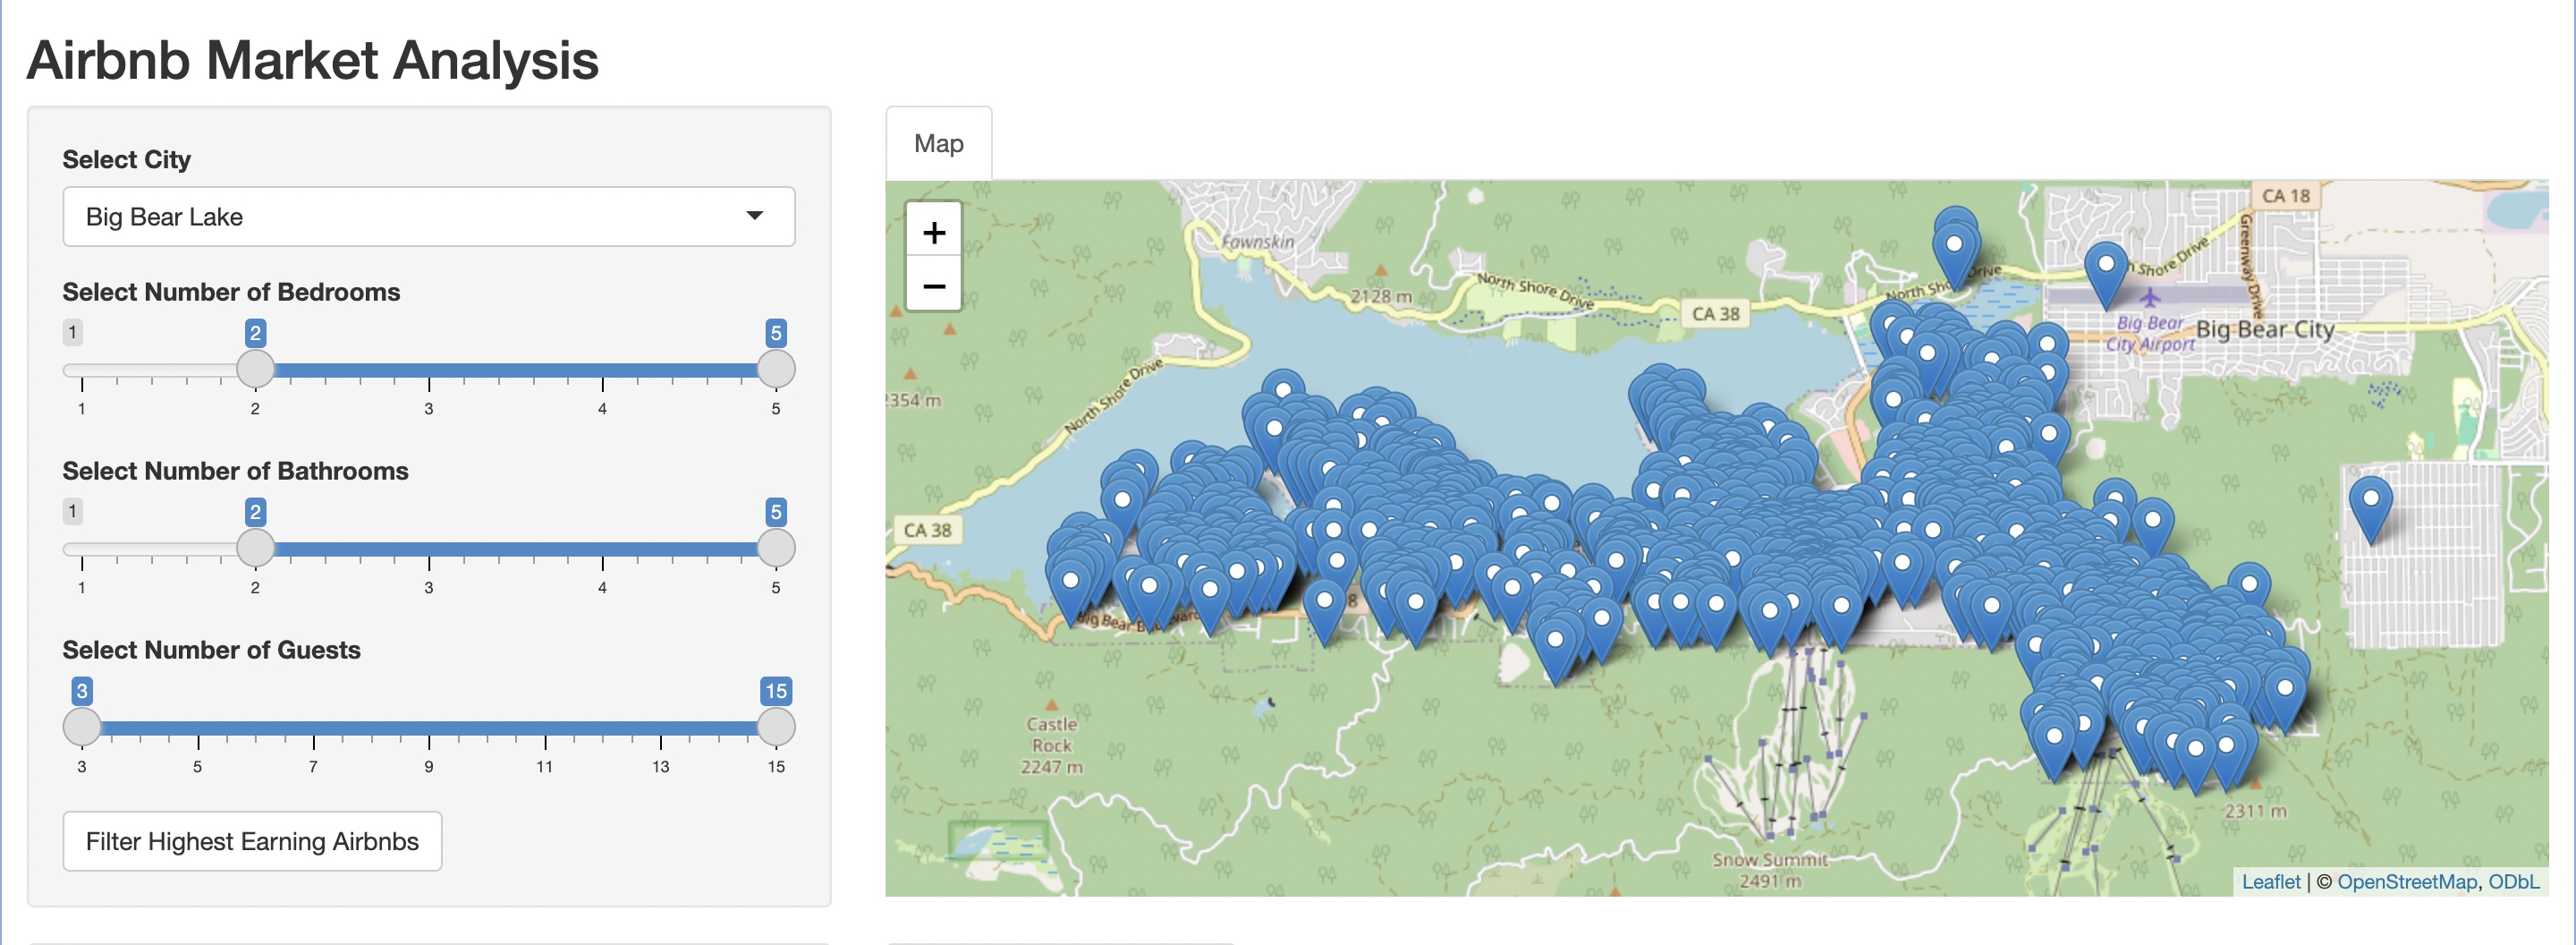 Airbnb Market Analysis
Select City
Big Bear Lake
Select Number of Bedrooms
1
2
5
1
2
3
4
5
Select Number of Bathrooms
1
2
5
1
2
3
4
5
Select Number of Guests
3
15
3
5
7
9
11
13
15
Filter Highest Earning Airbnbs
Map
+
−
Fawnskin
CA 18
North Shore Drive
2128 m
CA 38
North Sho
Drive
h Shore Drive
Greenway Drive
Big Bear
City Airport
Big Bear City
North Shore Drive
2354 m
CA 38
8
Big Bear B
vard
Castle
Rock
2247 m
2311 m
Snow Summit
2491 m
Leaflet | © OpenStreetMap, ODbL